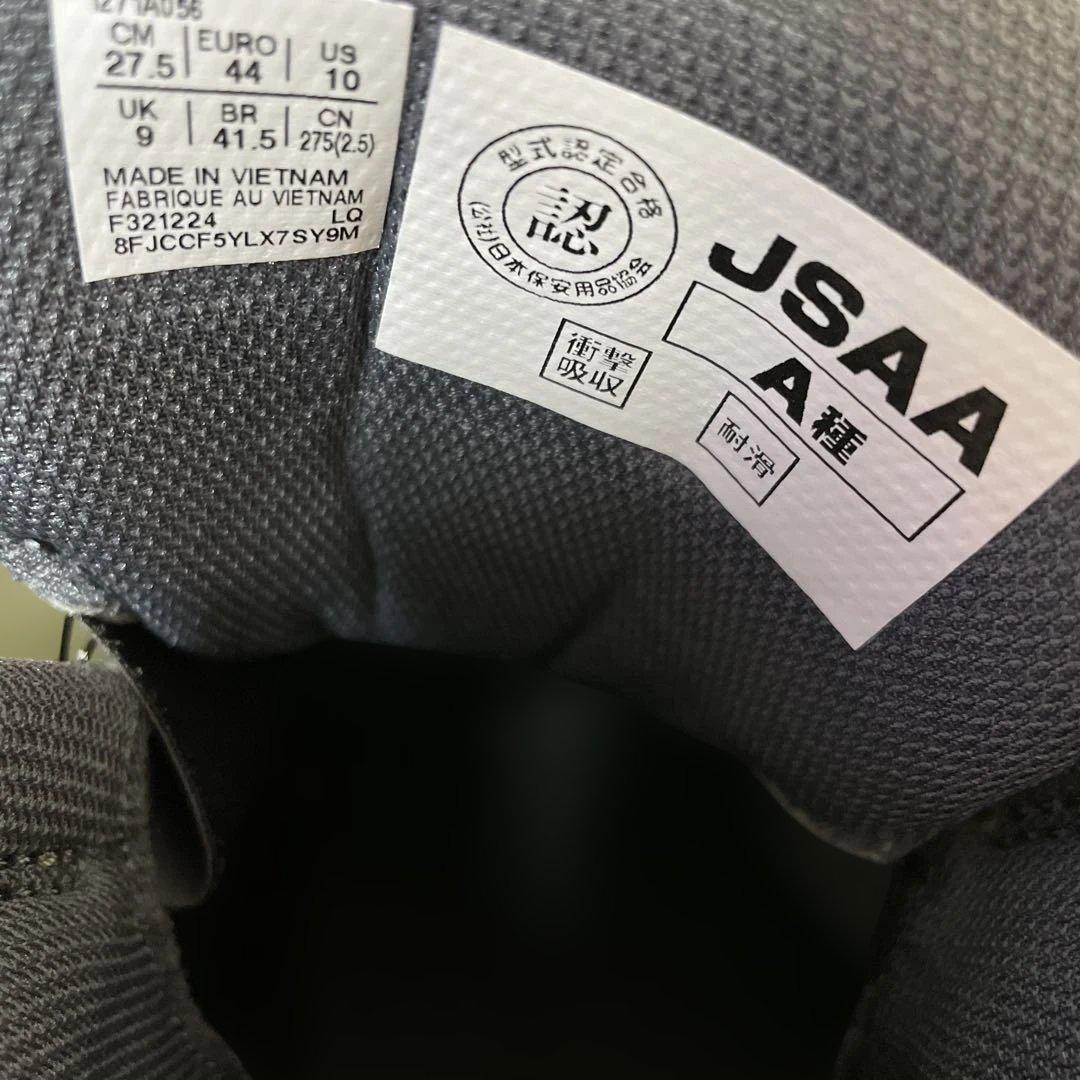 1271A056
CM EURO US
27.5 44 10
UK BR CN
9 41.5 275(2.5)
MADE IN VIETNAM
FABRIQUE AU VIETNAM
F321224 LQ
8FJCCF5YLX7SY9M
型式認定合格
認
(公社)日本保安用品協会
JSAA
A種
衝撃
吸収
耐滑